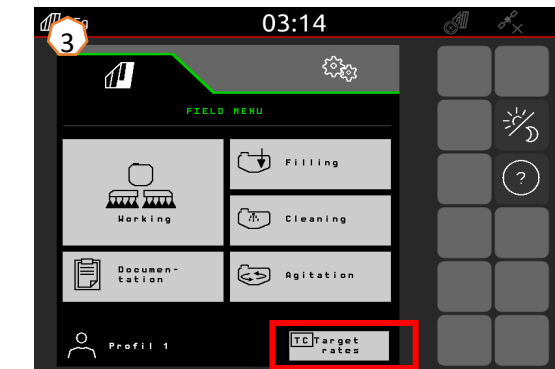 03:14
3
FIELD MENU
Filling
Working
Cleaning
Documen-
tation
Agitation
Profil 1
TC Target
rates
?